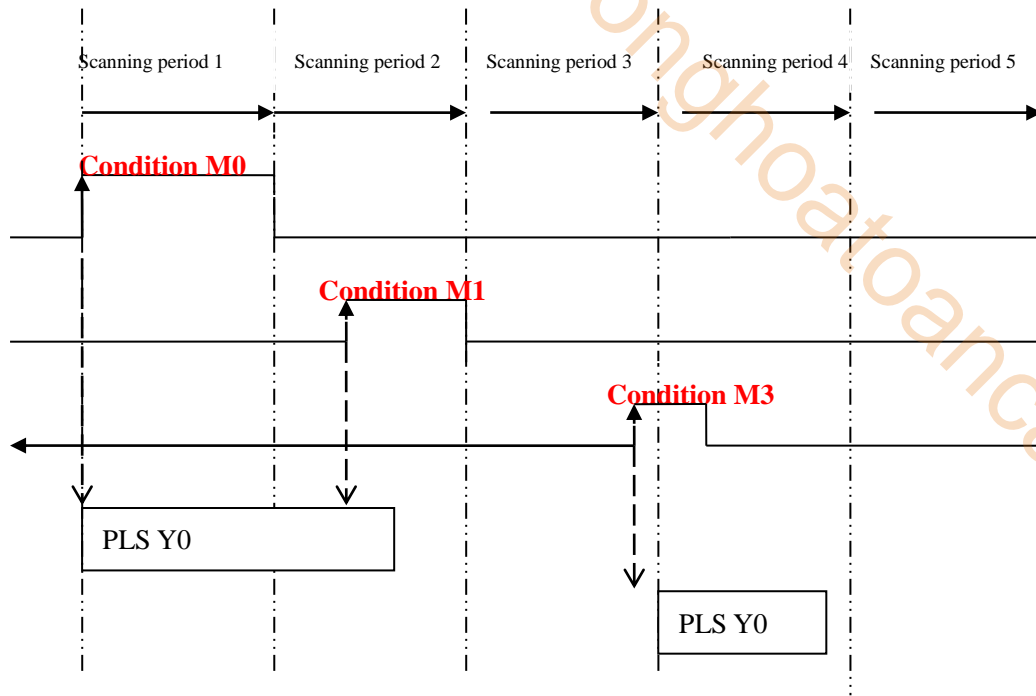 Scanning period 1 Scanning period 2 Scanning period 3 Scanning period 4 Scanning period 5
Condition M0
Condition M1
Condition M3
PLS Y0
PLS Y0